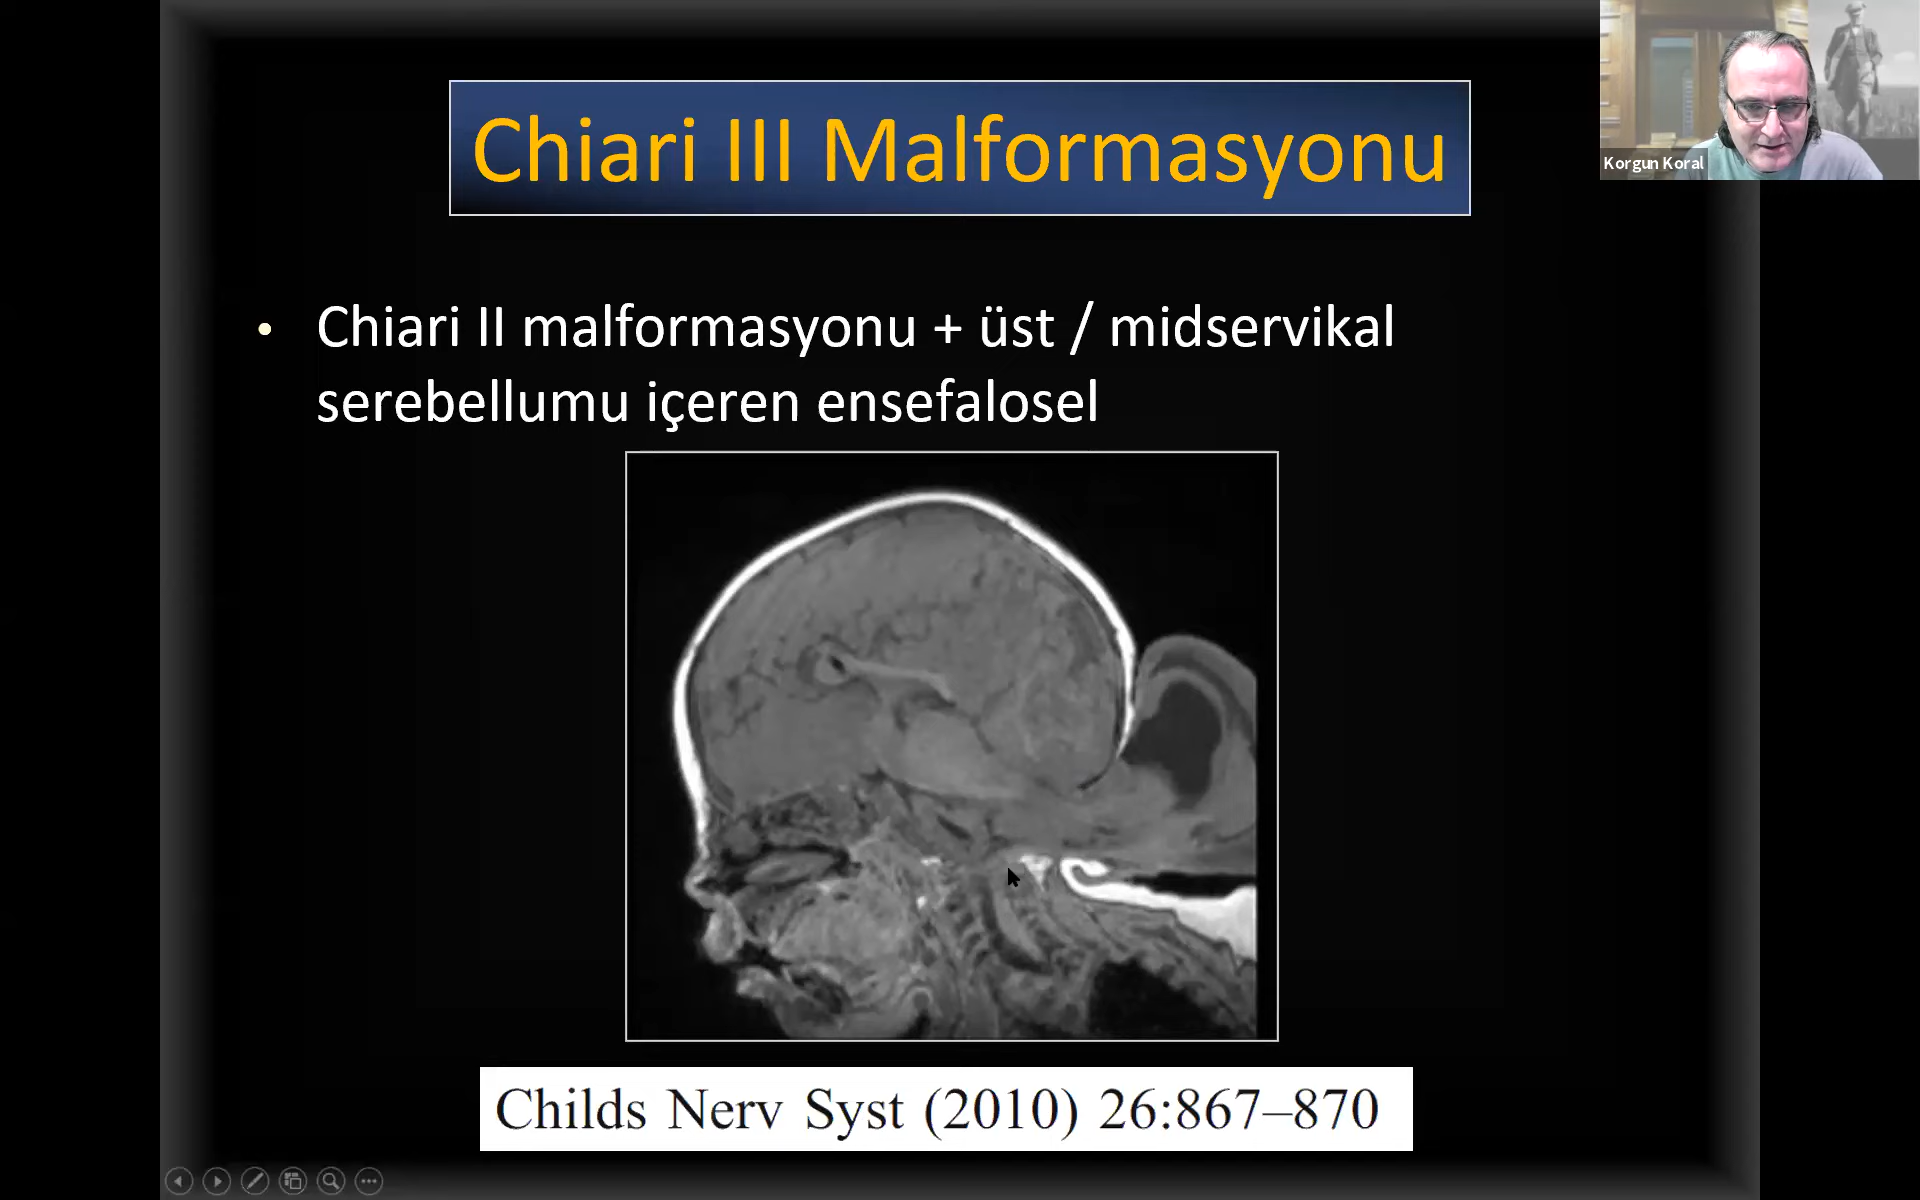 Chiari III Malformasyonu
Korgun Koral
• Chiari II malformasyonu + üst / midservikal
serebellumu içeren ensefalosel
Childs Nerv Syst (2010) 26:867–870